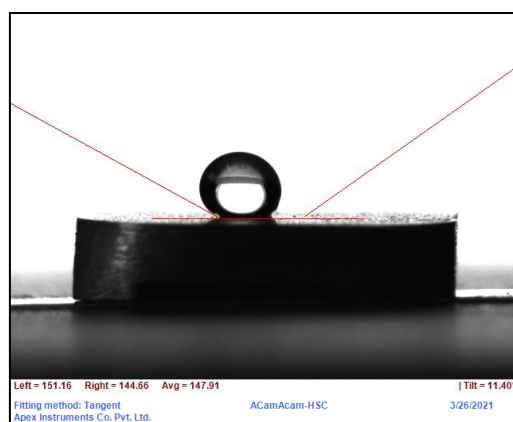 Left = 151.16 Right = 144.66 Avg = 147.91 | Tilt = 11.40°
Fitting method: Tangent ACamAcam-HSC 3/26/2021
Apex Instruments Co. Pvt. Ltd.